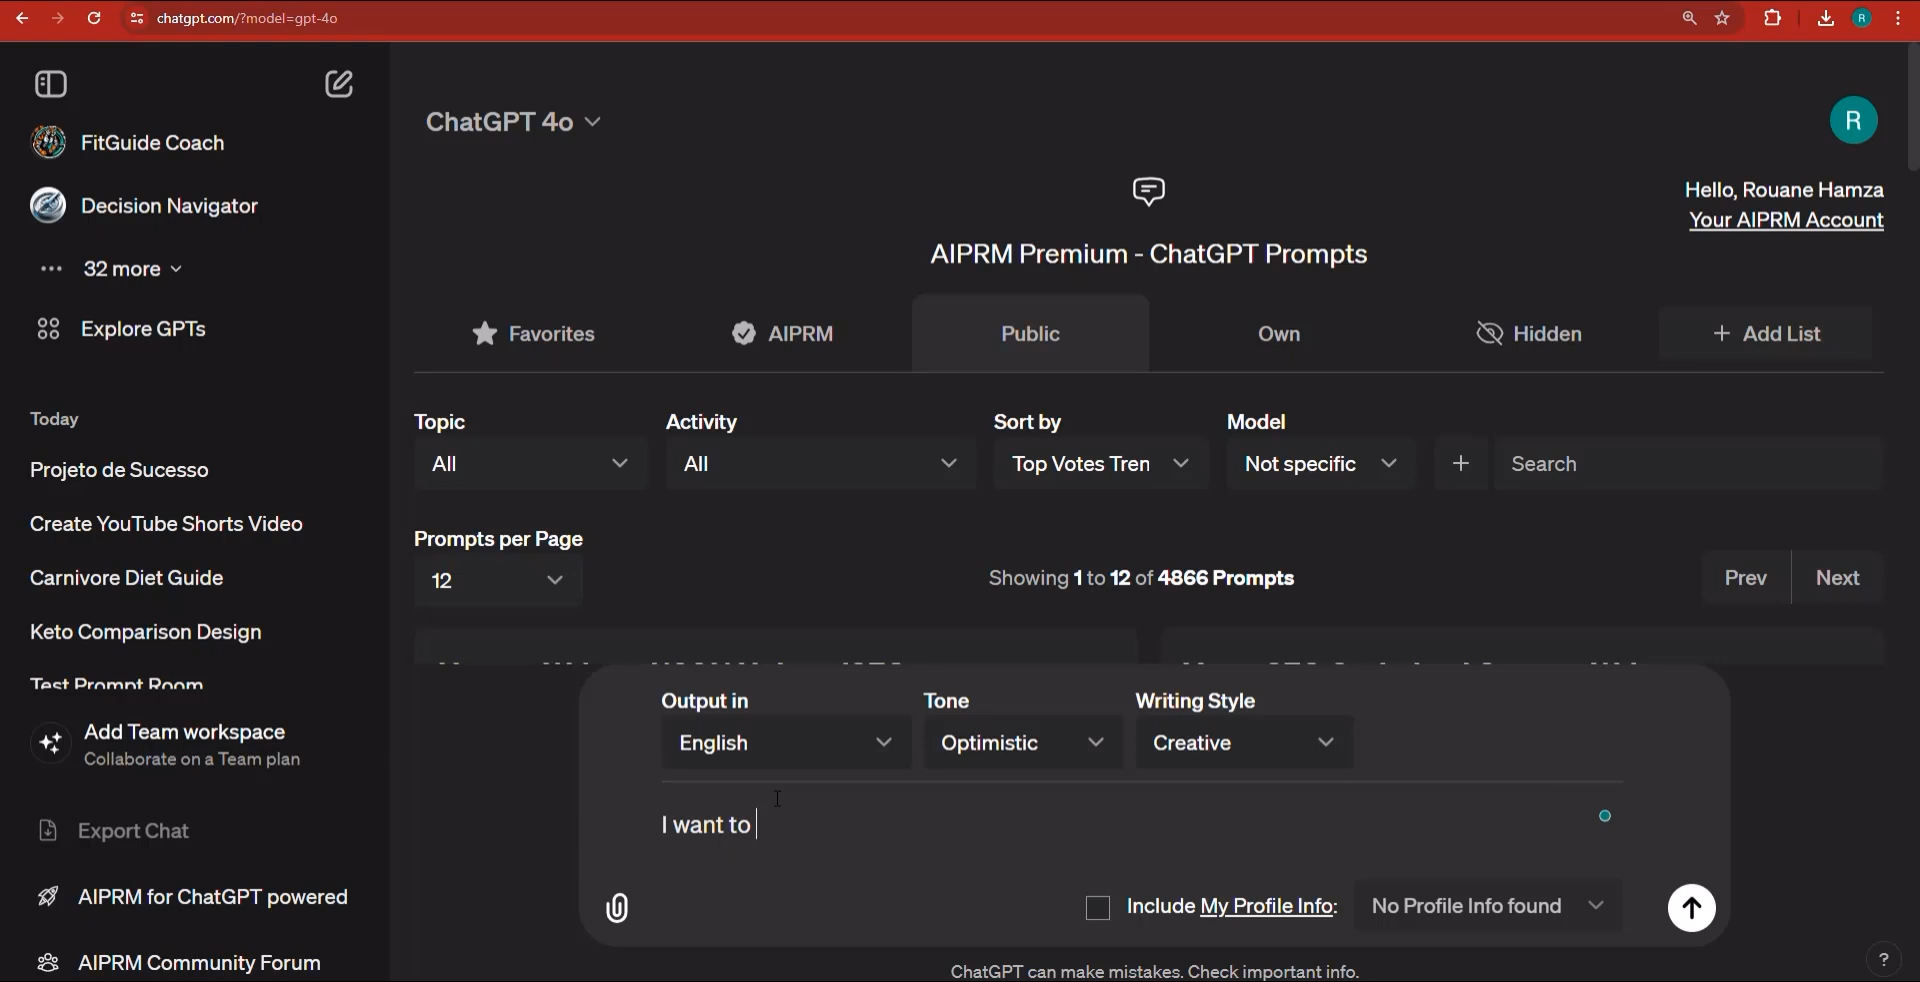 chatgpt.com/?model=gpt-4o
R
FitGuide Coach
Decision Navigator
32 more
Explore GPTs
Today
Projeto de Sucesso
Create YouTube Shorts Video
Carnivore Diet Guide
Keto Comparison Design
Test Prompt Room
Add Team workspace
Collaborate on a Team plan
Export Chat
AIPRM for ChatGPT powered
AIPRM Community Forum
ChatGPT 4o
R
Hello, Rouane Hamza
Your AIPRM Account
AIPRM Premium - ChatGPT Prompts
Favorites AIPRM Public Own Hidden + Add List
Topic Activity Sort by Model
All All Top Votes Tren Not specific + Search
Prompts per Page
12 Showing 1 to 12 of 4866 Prompts Prev Next
Output in Tone Writing Style
English Optimistic Creative
I want to
Include My Profile Info: No Profile Info found
ChatGPT can make mistakes. Check important info.
?